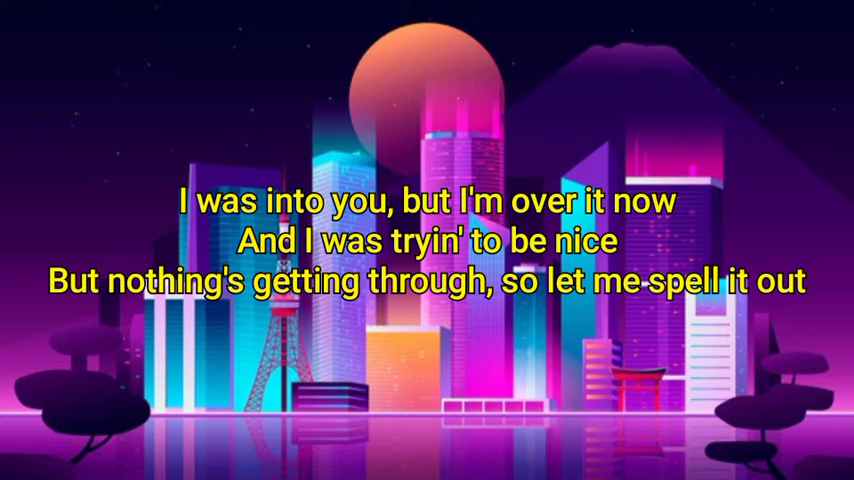 I was into you, but I'm over it now
And I was tryin' to be nice
But nothing's getting through, so let me spell it out